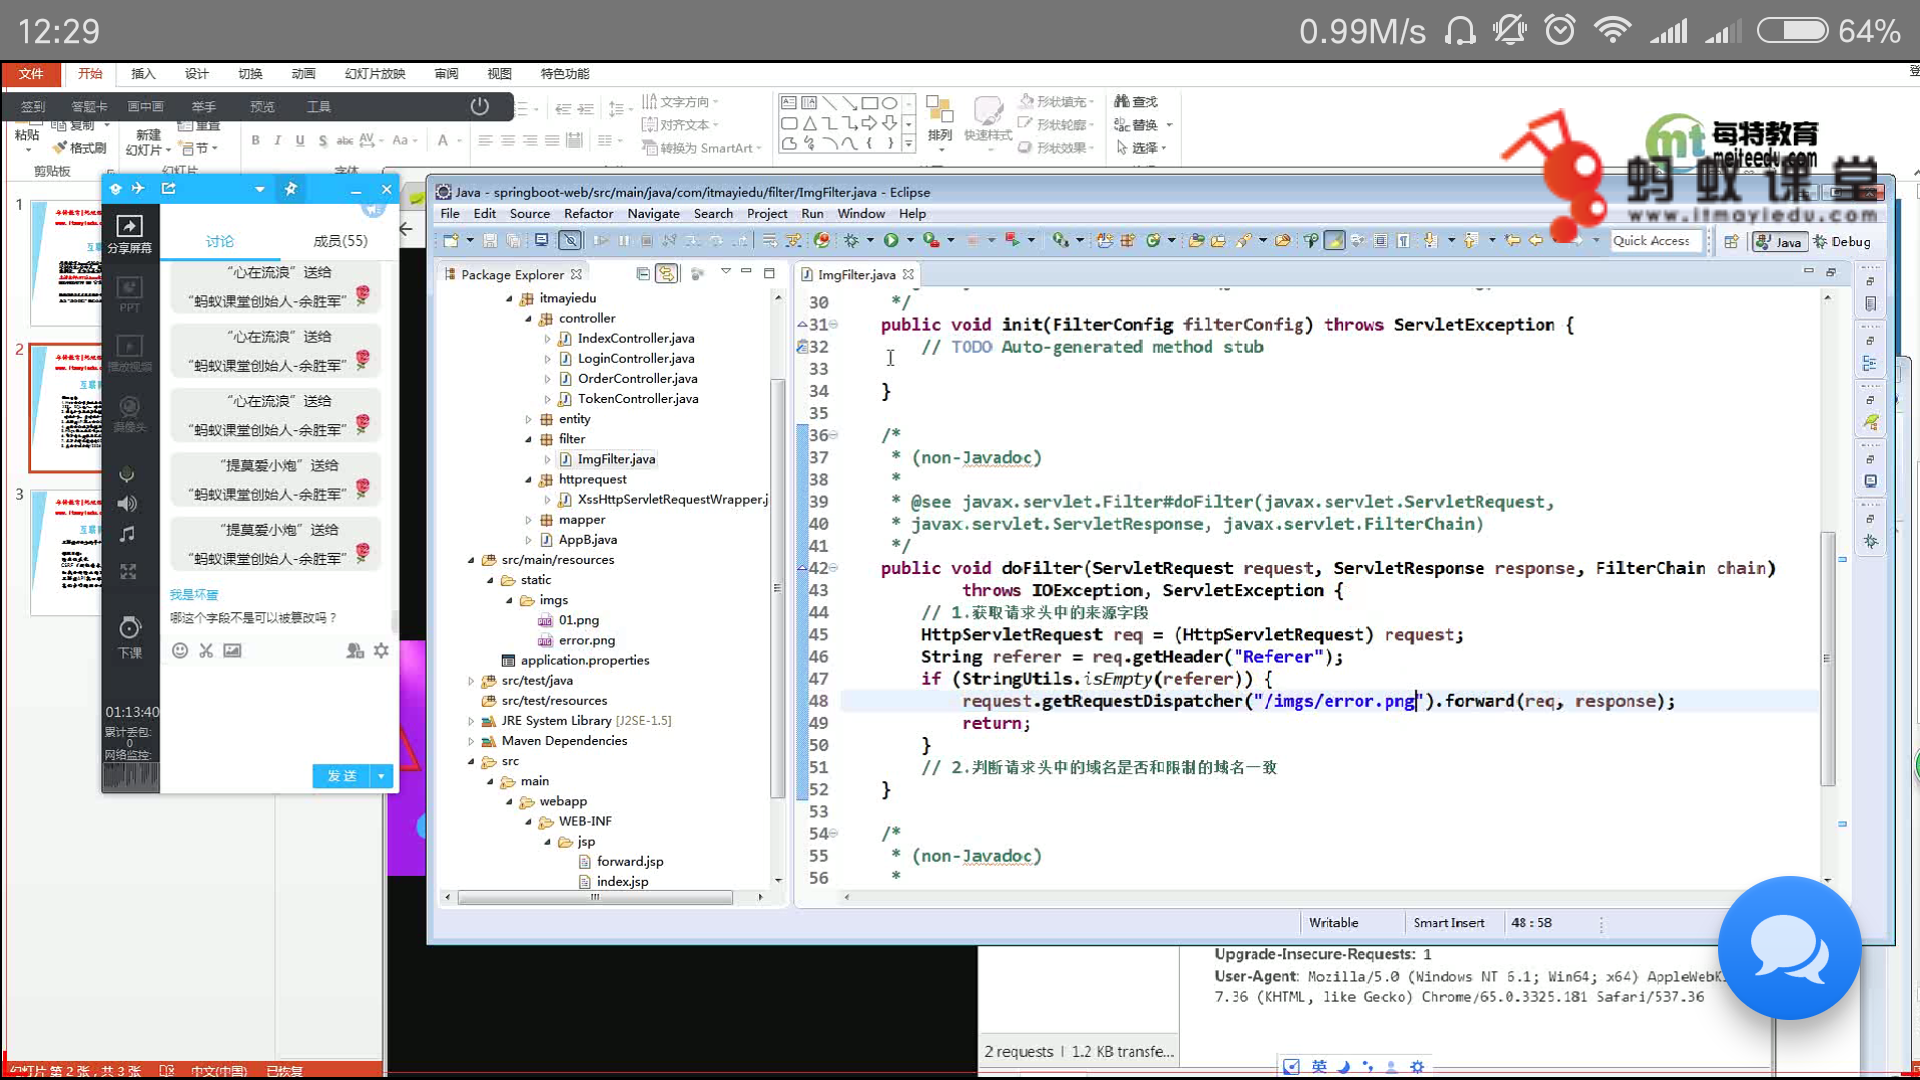 12:29
0.99M/s
64%
文件 开始 插入 设计 切换 动画 幻灯片放映 审阅 视图 特色功能
签到 答题卡 画中画 举手 预览 工具
粘贴 复制 格式刷
新建
幻灯片 重置
节
剪贴板
文字方向
对齐文本
转换为 SmartArt
排列 快速样式
形状填充
形状轮廓
形状效果
查找
替换
选择
每特教育
meiteedu.com
蚂蚁课堂
www.itmayiedu.com
分享屏幕
PPT
播放视频
摄像头
下课
01:13:40
累计丢包:
0
网络监控:
讨论 成员(55)
“心在流浪”送给
“蚂蚁课堂创始人-余胜军”
“心在流浪”送给
“蚂蚁课堂创始人-余胜军”
“心在流浪”送给
“蚂蚁课堂创始人-余胜军”
“提莫爱小炮”送给
“蚂蚁课堂创始人-余胜军”
“提莫爱小炮”送给
“蚂蚁课堂创始人-余胜军”
我是坏蛋
哪这个字段不是可以被篡改吗？
发送
1
2
3
Java - springboot-web/src/main/java/com/itmayiedu/filter/ImgFilter.java - Eclipse
File Edit Source Refactor Navigate Search Project Run Window Help
Quick Access Java Debug
Package Explorer
itmayiedu
controller
IndexController.java
LoginController.java
OrderController.java
TokenController.java
entity
filter
ImgFilter.java
httprequest
XssHttpServletRequestWrapper.j
mapper
AppB.java
src/main/resources
static
imgs
01.png
error.png
application.properties
src/test/java
src/test/resources
JRE System Library [J2SE-1.5]
Maven Dependencies
src
main
webapp
WEB-INF
jsp
forward.jsp
index.jsp
ImgFilter.java
30 */
31 public void init(FilterConfig filterConfig) throws ServletException {
32 // TODO Auto-generated method stub
33
34 }
35
36 /*
37 * (non-Javadoc)
38 *
39 * @see javax.servlet.Filter#doFilter(javax.servlet.ServletRequest,
40 * javax.servlet.ServletResponse, javax.servlet.FilterChain)
41 */
42 public void doFilter(ServletRequest request, ServletResponse response, FilterChain chain)
43 throws IOException, ServletException {
44 // 1.获取请求头中的来源字段
45 HttpServletRequest req = (HttpServletRequest) request;
46 String referer = req.getHeader("Referer");
47 if (StringUtils.isEmpty(referer)) {
48 request.getRequestDispatcher("/imgs/error.png").forward(req, response);
49 return;
50 }
51 // 2.判断请求头中的域名是否和限制的域名一致
52 }
53
54 /*
55 * (non-Javadoc)
56 *
Writable Smart Insert 48 : 58
Upgrade-Insecure-Requests: 1
User-Agent: Mozilla/5.0 (Windows NT 6.1; Win64; x64) AppleWebK
7.36 (KHTML, like Gecko) Chrome/65.0.3325.181 Safari/537.36
2 requests | 1.2 KB transfe...
英
幻灯片 第 2 张，共 3 张 中文(中国) 已恢复